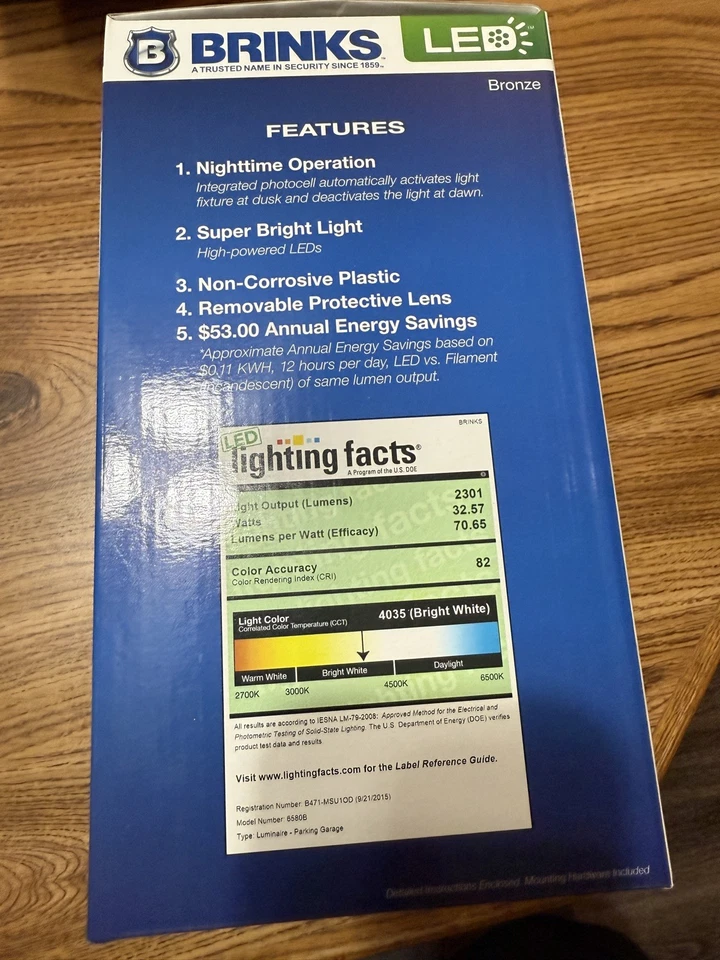 B BRINKS™ LED™
A TRUSTED NAME IN SECURITY SINCE 1859™
Bronze
FEATURES
1. Nighttime Operation
Integrated photocell automatically activates light
fixture at dusk and deactivates the light at dawn.
2. Super Bright Light
High-powered LEDs
3. Non-Corrosive Plastic
4. Removable Protective Lens
5. $53.00 Annual Energy Savings
*Approximate Annual Energy Savings based on
$0.11 KWH, 12 hours per day, LED vs. Filament
(incandescent) of same lumen output.
BRINKS
LED
lighting facts®
A Program of the U.S. DOE
Light Output (Lumens) 2301
Watts 32.57
Lumens per Watt (Efficacy) 70.65
Color Accuracy 82
Color Rendering Index (CRI)
Light Color 4035 (Bright White)
Correlated Color Temperature (CCT)
Warm White Bright White Daylight
2700K 3000K 4500K 6500K
All results are according to IESNA LM-79-2008: Approved Method for the Electrical and
Photometric Testing of Solid-State Lighting. The U.S. Department of Energy (DOE) verifies
product test data and results.
Visit www.lightingfacts.com for the Label Reference Guide.
Registration Number: B471-MSU1OD (9/21/2015)
Model Number: 6580B
Type: Luminaire - Parking Garage
Detailed Instructions Enclosed. Mounting Hardware Included